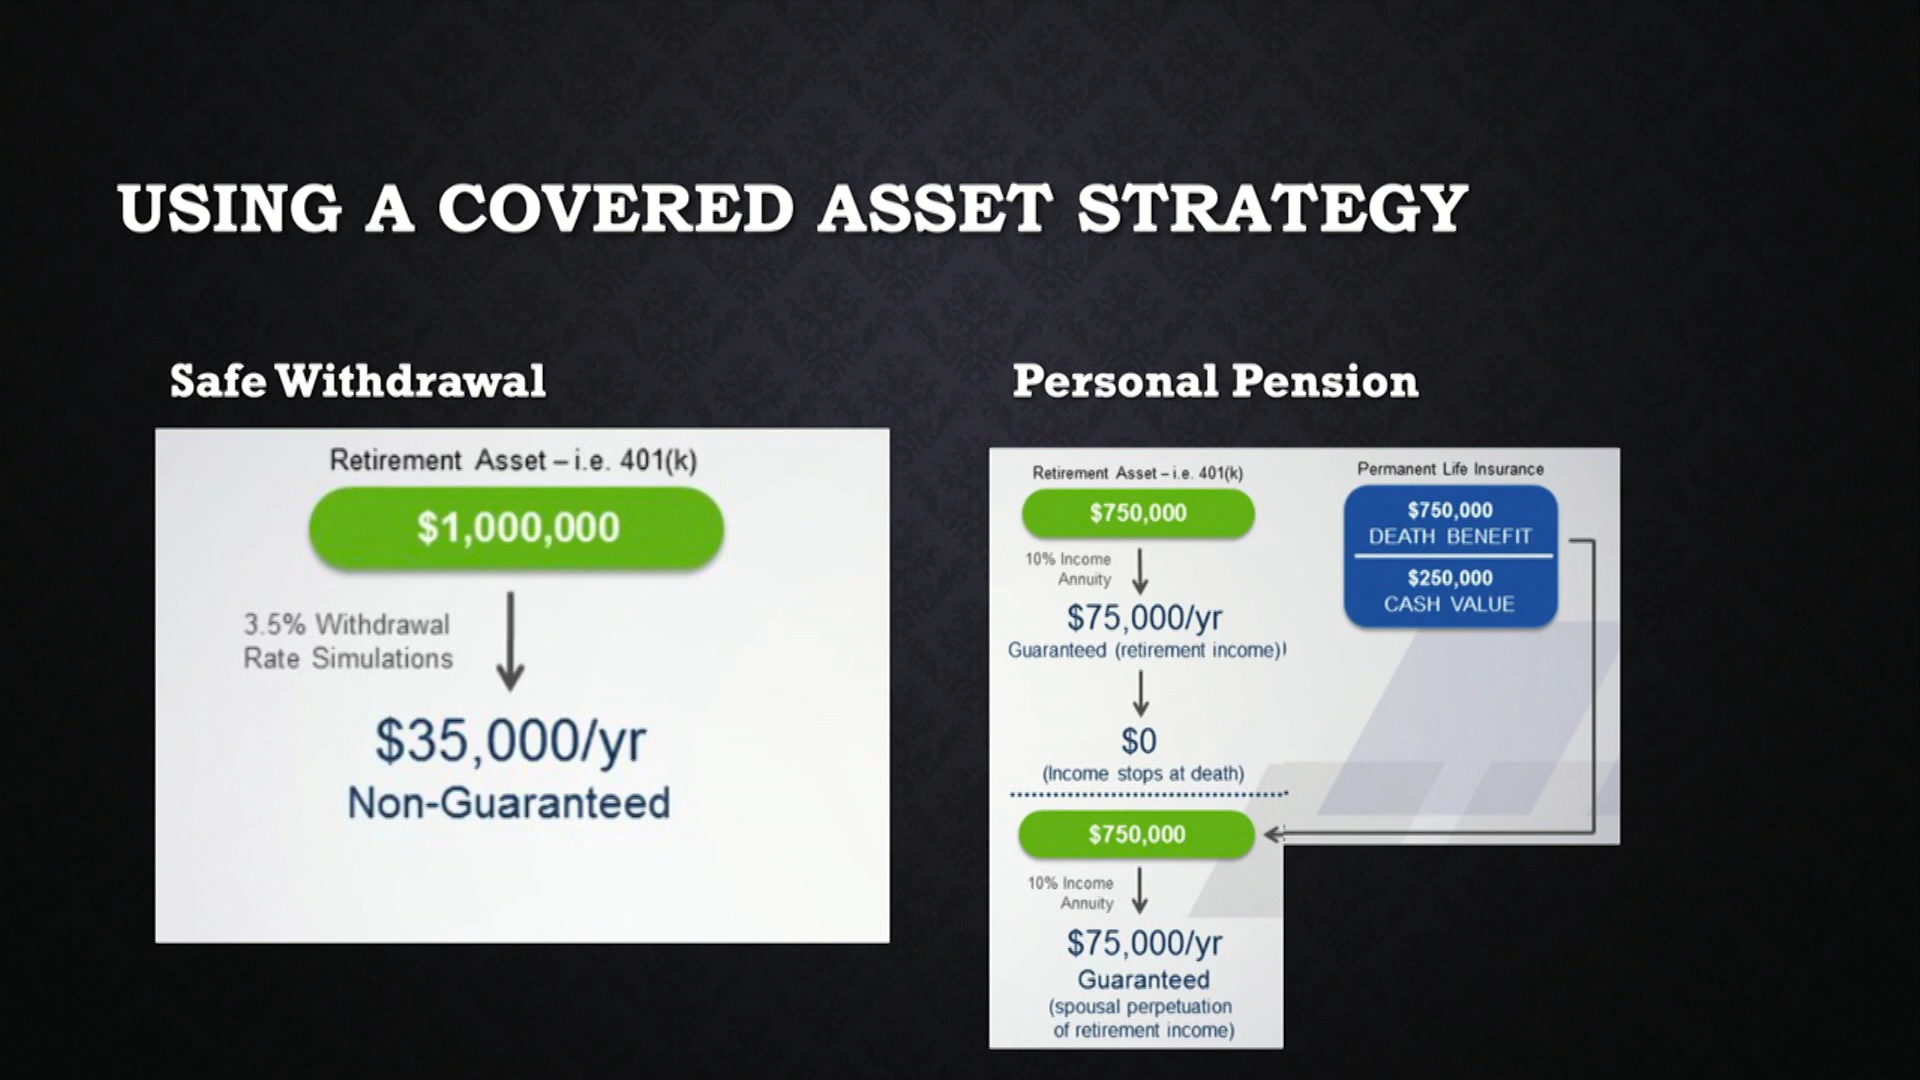 USING A COVERED ASSET STRATEGY
Safe Withdrawal
Retirement Asset – i.e. 401(k)
$1,000,000
3.5% Withdrawal
Rate Simulations
$35,000/yr
Non-Guaranteed
Personal Pension
Retirement Asset – i.e. 401(k)
$750,000
10% Income
Annuity
$75,000/yr
Guaranteed (retirement income)¹
$0
(Income stops at death)
$750,000
10% Income
Annuity
$75,000/yr
Guaranteed
(spousal perpetuation
of retirement income)
Permanent Life Insurance
$750,000
DEATH BENEFIT
$250,000
CASH VALUE